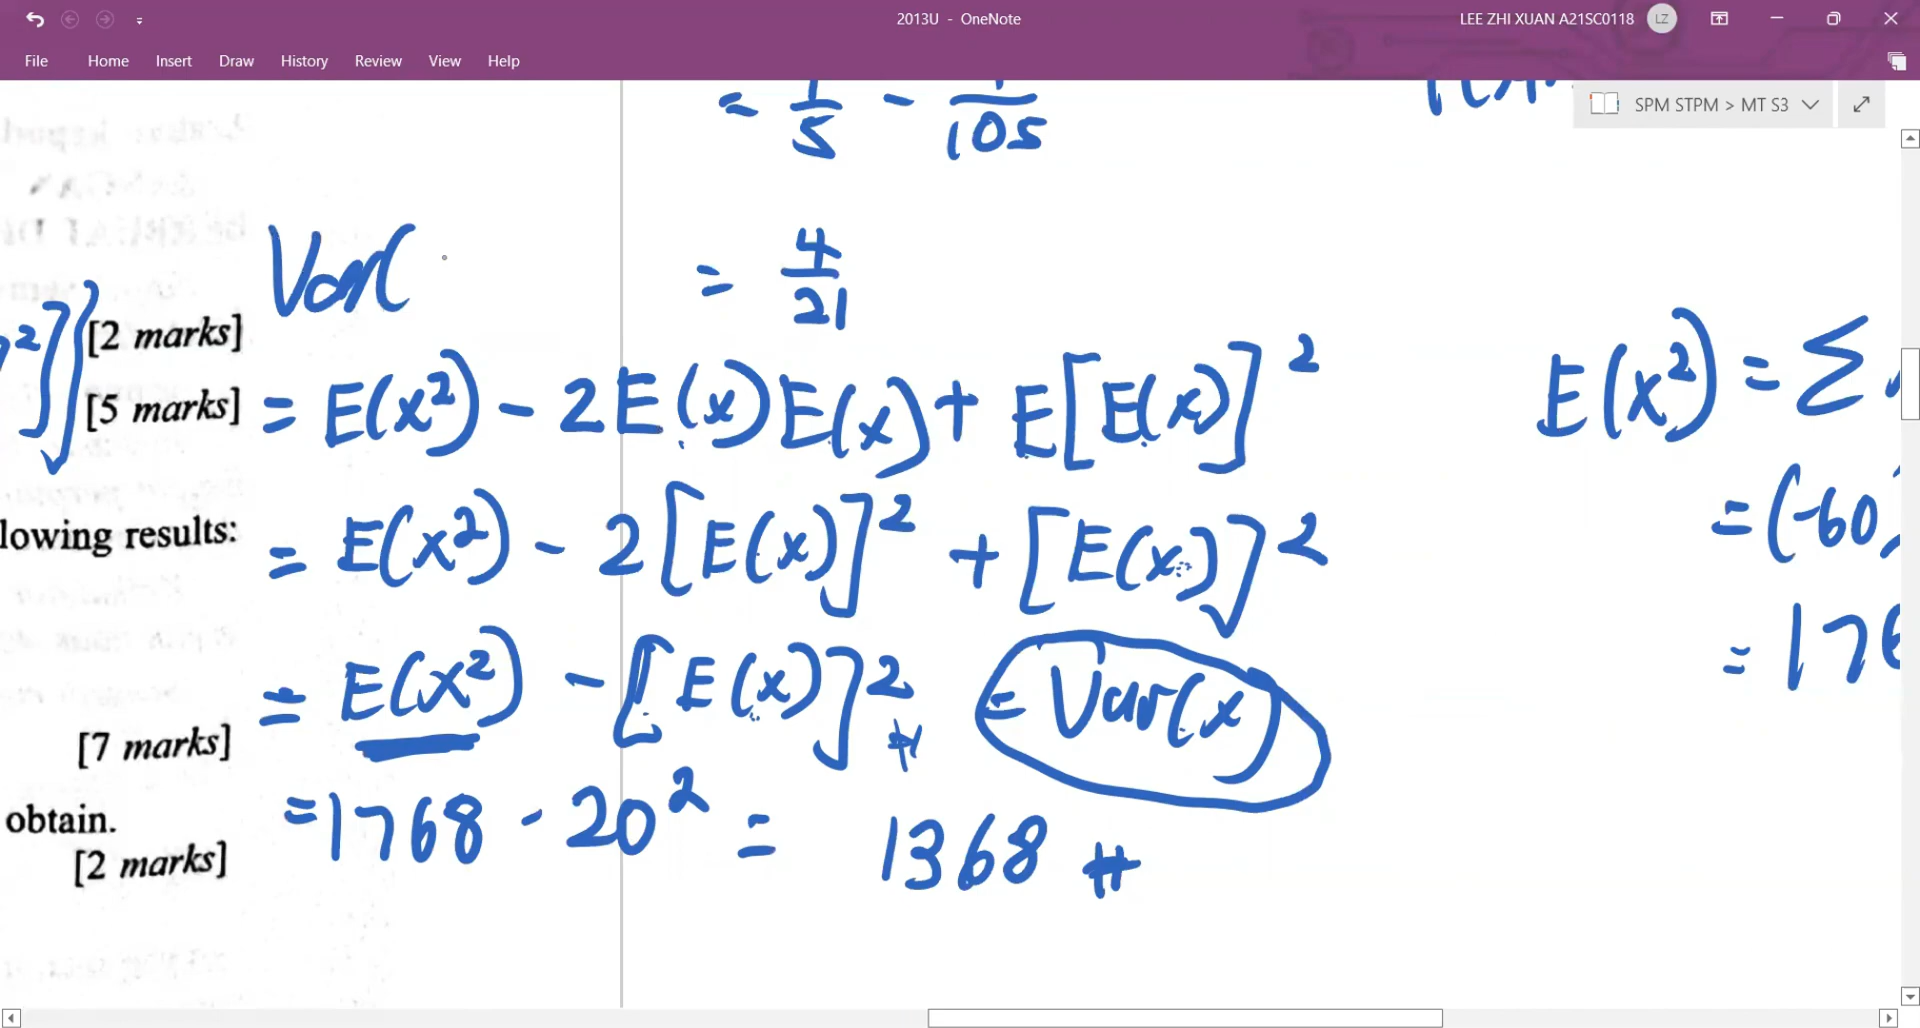 2013U - OneNote
LEE ZHI XUAN A21SC0118
LZ
File Home Insert Draw History Review View Help
SPM STPM > MT S3
= 1/5 - 1/105
Var(
= 4/21
[2 marks]
[5 marks]
= E(x²) - 2E(x)E(x) + E[E(x)]²
E(x²) = Σ
= E(x²) - 2[E(x)]² + [E(x)]²
= (-60)
lowing results:
= E(x²) - [E(x)]² # = Var(x)
= 176
[7 marks]
= 1768 - 20² = 1368 #
obtain.
[2 marks]